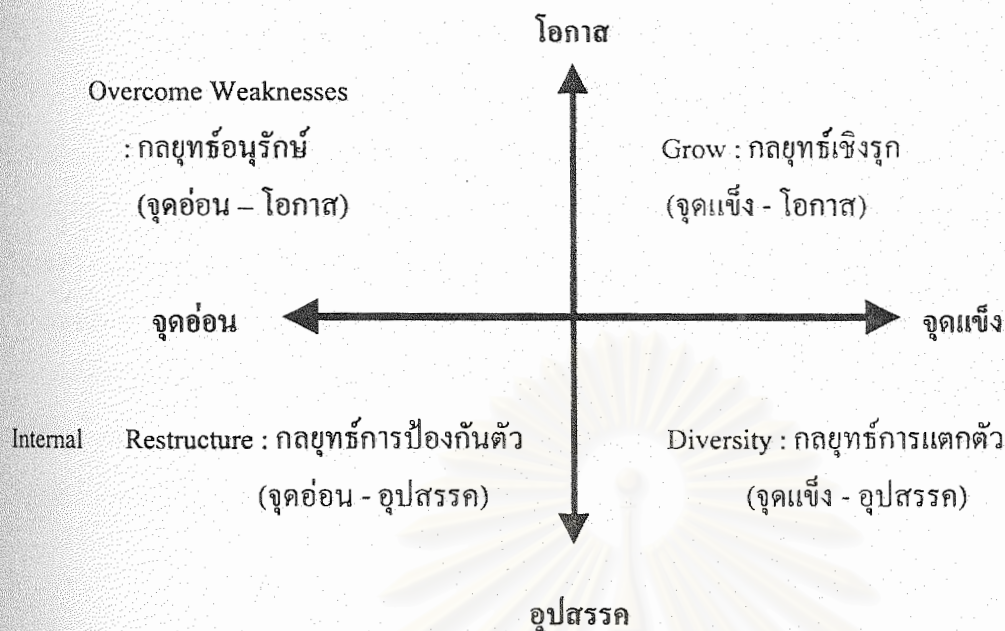 โอกาส
Overcome Weaknesses
: กลยุทธ์อนุรักษ์
(จุดอ่อน – โอกาส)
Grow : กลยุทธ์เชิงรุก
(จุดแข็ง - โอกาส)
จุดอ่อน
จุดแข็ง
Internal
Restructure : กลยุทธ์การป้องกันตัว
(จุดอ่อน - อุปสรรค)
Diversity : กลยุทธ์การแตกตัว
(จุดแข็ง - อุปสรรค)
อุปสรรค